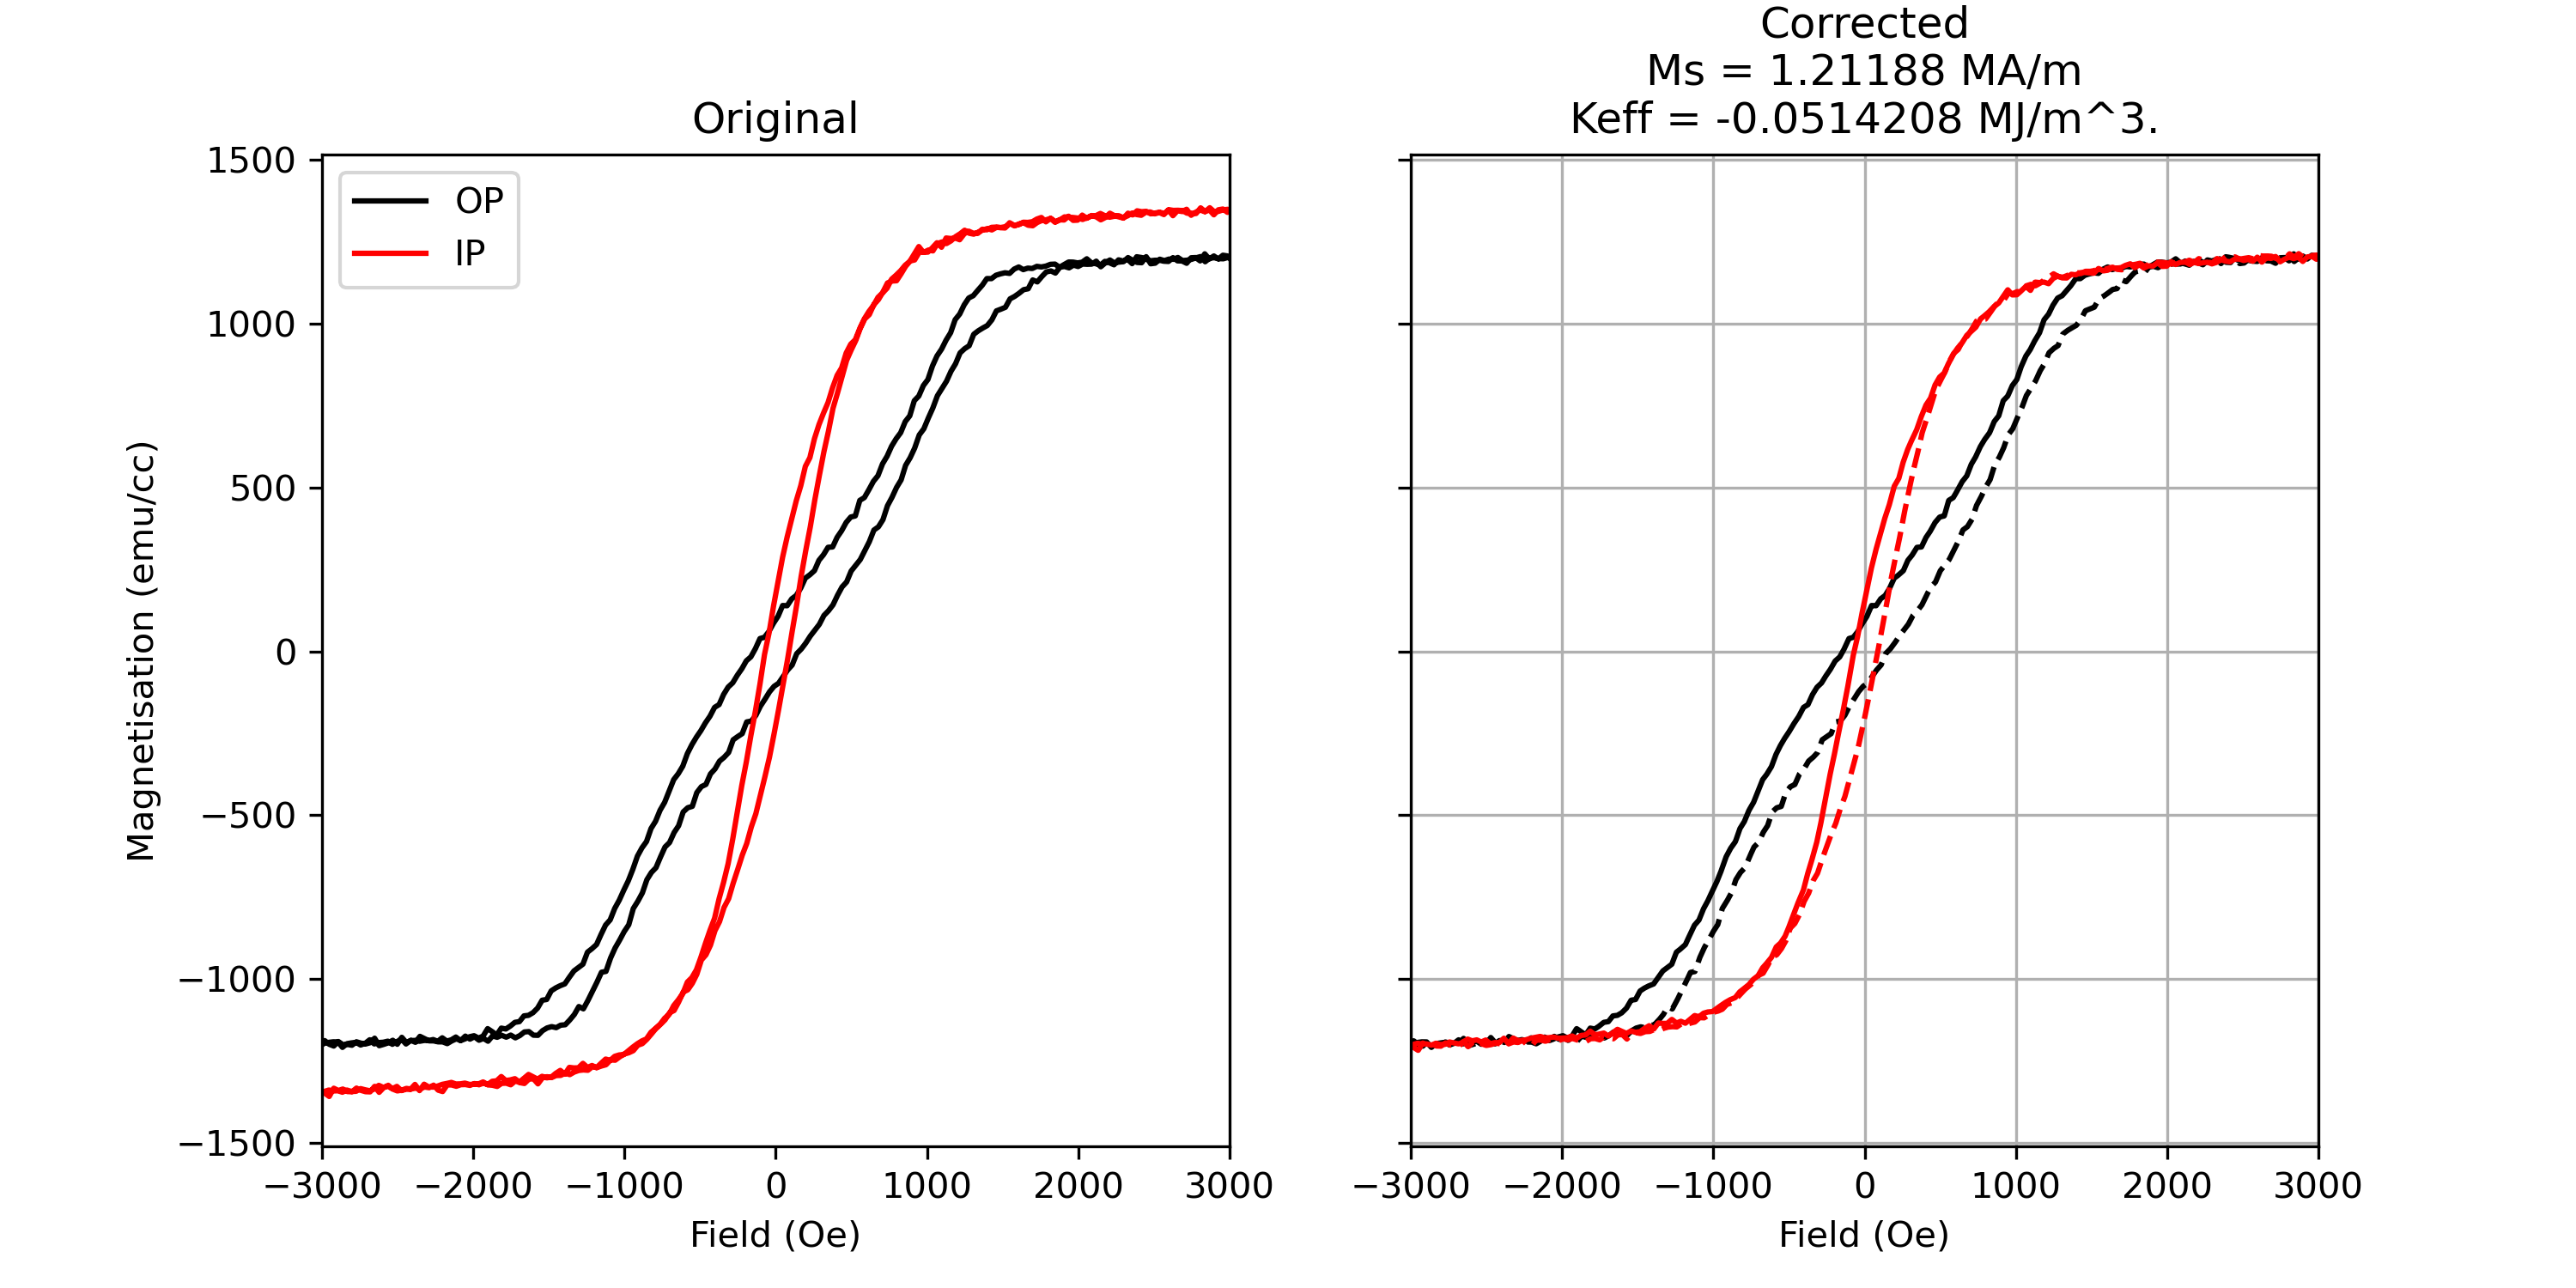 Original
Corrected
Ms = 1.21188 MA/m
Keff = -0.0514208 MJ/m^3.
OP
IP
1500
1000
500
0
−500
−1000
−1500
Magnetisation (emu/cc)
−3000 −2000 −1000 0 1000 2000 3000
Field (Oe)
−3000 −2000 −1000 0 1000 2000 3000
Field (Oe)